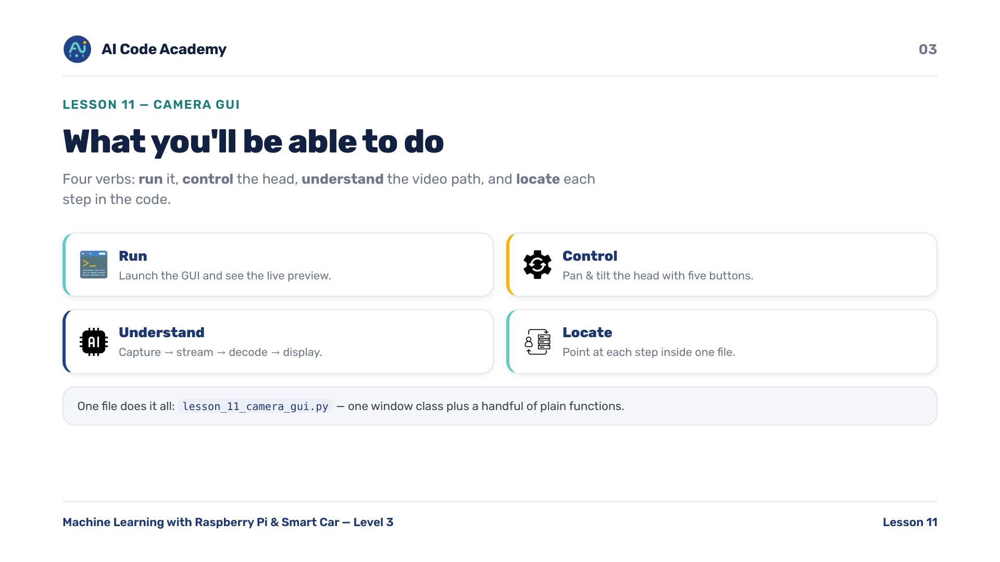 AI Code Academy
03
LESSON 11 — CAMERA GUI
What you'll be able to do
Four verbs: run it, control the head, understand the video path, and locate each
step in the code.
Run
Launch the GUI and see the live preview.
Control
Pan & tilt the head with five buttons.
AI
Understand
Capture → stream → decode → display.
Locate
Point at each step inside one file.
One file does it all: lesson_11_camera_gui.py — one window class plus a handful of plain functions.
Machine Learning with Raspberry Pi & Smart Car — Level 3
Lesson 11